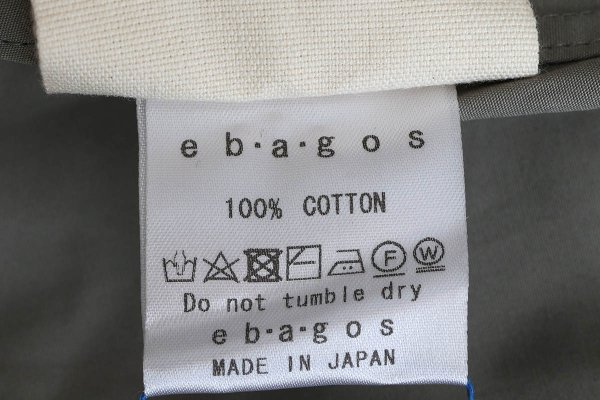 e b·a·g o s
100% COTTON
F W
Do not tumble dry
e b·a·g o s
MADE IN JAPAN